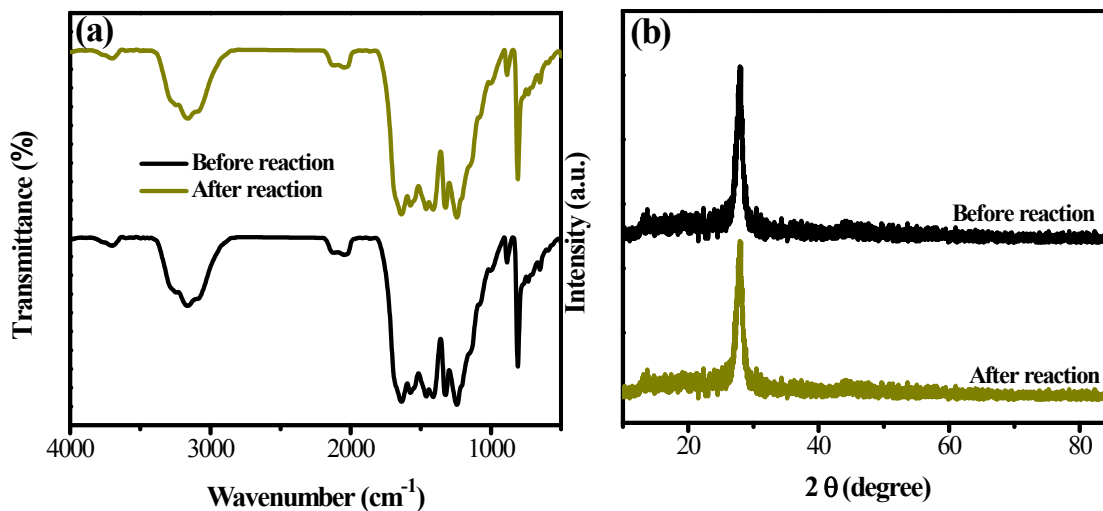 (a)
Transmittance (%)
Before reaction
After reaction
4000 3000 2000 1000
Wavenumber (cm⁻¹)
(b)
Intensity (a.u.)
Before reaction
After reaction
20 40 60 80
2 θ (degree)